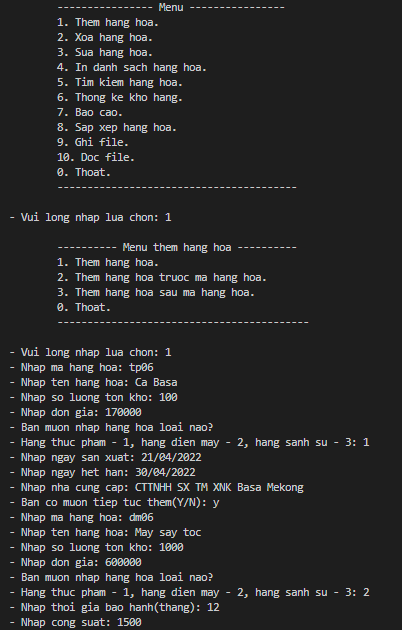 ---------------- Menu ----------------
1. Them hang hoa.
2. Xoa hang hoa.
3. Sua hang hoa.
4. In danh sach hang hoa.
5. Tim kiem hang hoa.
6. Thong ke kho hang.
7. Bao cao.
8. Sap xep hang hoa.
9. Ghi file.
10. Doc file.
0. Thoat.
----------------------------------------
- Vui long nhap lua chon: 1
---------- Menu them hang hoa ----------
1. Them hang hoa.
2. Them hang hoa truoc ma hang hoa.
3. Them hang hoa sau ma hang hoa.
0. Thoat.
------------------------------------------
- Vui long nhap lua chon: 1
- Nhap ma hang hoa: tp06
- Nhap ten hang hoa: Ca Basa
- Nhap so luong ton kho: 100
- Nhap don gia: 170000
- Ban muon nhap hang hoa loai nao?
- Hang thuc pham - 1, hang dien may - 2, hang sanh su - 3: 1
- Nhap ngay san xuat: 21/04/2022
- Nhap ngay het han: 30/04/2022
- Nhap nha cung cap: CTTNHH SX TM XNK Basa Mekong
- Ban co muon tiep tuc them(Y/N): y
- Nhap ma hang hoa: dm06
- Nhap ten hang hoa: May say toc
- Nhap so luong ton kho: 1000
- Nhap don gia: 600000
- Ban muon nhap hang hoa loai nao?
- Hang thuc pham - 1, hang dien may - 2, hang sanh su - 3: 2
- Nhap thoi gia bao hanh(thang): 12
- Nhap cong suat: 1500